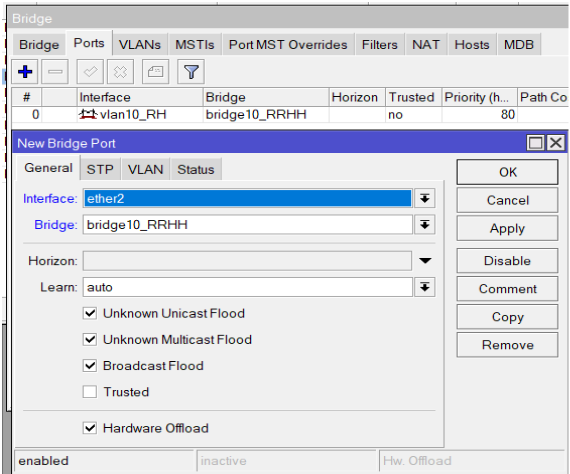 Bridge
Bridge Ports VLANs MSTIs Port MST Overrides Filters NAT Hosts MDB
# Interface Bridge Horizon Trusted Priority (h... Path Co
0 vlan10_RH bridge10_RRHH no 80
New Bridge Port
General STP VLAN Status
OK
Interface: ether2
Cancel
Bridge: bridge10_RRHH
Apply
Horizon:
Disable
Learn: auto
Comment
Unknown Unicast Flood
Copy
Unknown Multicast Flood
Remove
Broadcast Flood
Trusted
Hardware Offload
enabled inactive Hw. Offload